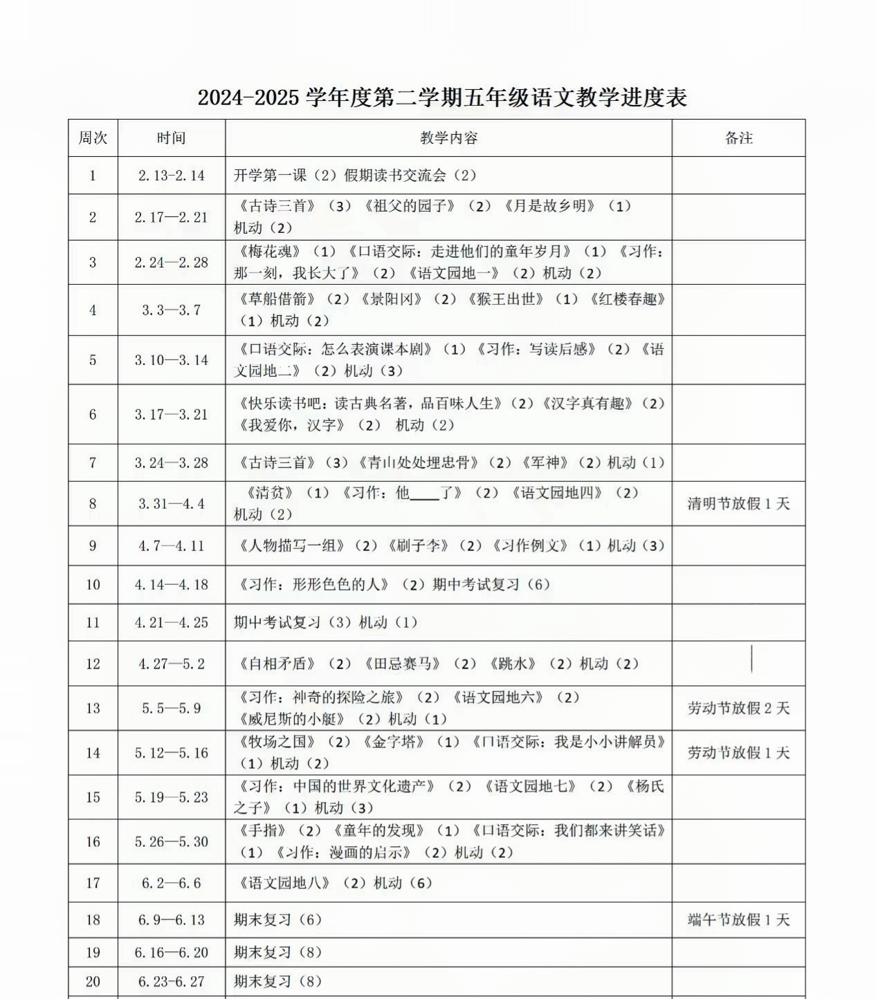 2024-2025 学年度第二学期五年级语文教学进度表
周次 时间 教学内容 备注
1 2.13-2.14 开学第一课（2）假期读书交流会（2）
2 2.17—2.21 《古诗三首》（3）《祖父的园子》（2）《月是故乡明》（1）
机动（2）
3 2.24—2.28 《梅花魂》（1）《口语交际：走进他们的童年岁月》（1）《习作：
那一刻，我长大了》（2）《语文园地一》（2）机动（2）
4 3.3—3.7 《草船借箭》（2）《景阳冈》（2）《猴王出世》（1）《红楼春趣》
（1）机动（2）
5 3.10—3.14 《口语交际：怎么表演课本剧》（1）《习作：写读后感》（2）《语
文园地二》（2）机动（3）
6 3.17—3.21 《快乐读书吧：读古典名著，品百味人生》（2）《汉字真有趣》（2）
《我爱你，汉字》（2） 机动（2）
7 3.24—3.28 《古诗三首》（3）《青山处处埋忠骨》（2）《军神》（2）机动（1）
8 3.31—4.4 《清贫》（1）《习作：他____了》（2）《语文园地四》（2） 清明节放假 1 天
机动（2）
9 4.7—4.11 《人物描写一组》（2）《刷子李》（2）《习作例文》（1）机动（3）
10 4.14—4.18 《习作：形形色色的人》（2）期中考试复习（6）
11 4.21—4.25 期中考试复习（3）机动（1）
12 4.27—5.2 《自相矛盾》（2）《田忌赛马》（2）《跳水》（2）机动（2）
13 5.5—5.9 《习作：神奇的探险之旅》（2）《语文园地六》（2） 劳动节放假 2 天
《威尼斯的小艇》（2）机动（1）
14 5.12—5.16 《牧场之国》（2）《金字塔》（1）《口语交际：我是小小讲解员》 劳动节放假 1 天
（1）机动（2）
15 5.19—5.23 《习作：中国的世界文化遗产》（2）《语文园地七》（2）《杨氏
之子》（1）机动（3）
16 5.26—5.30 《手指》（2）《童年的发现》（1）《口语交际：我们都来讲笑话》
（1）《习作：漫画的启示》（2）机动（2）
17 6.2—6.6 《语文园地八》（2）机动（6）
18 6.9—6.13 期末复习（6） 端午节放假 1 天
19 6.16—6.20 期末复习（8）
20 6.23-6.27 期末复习（8）